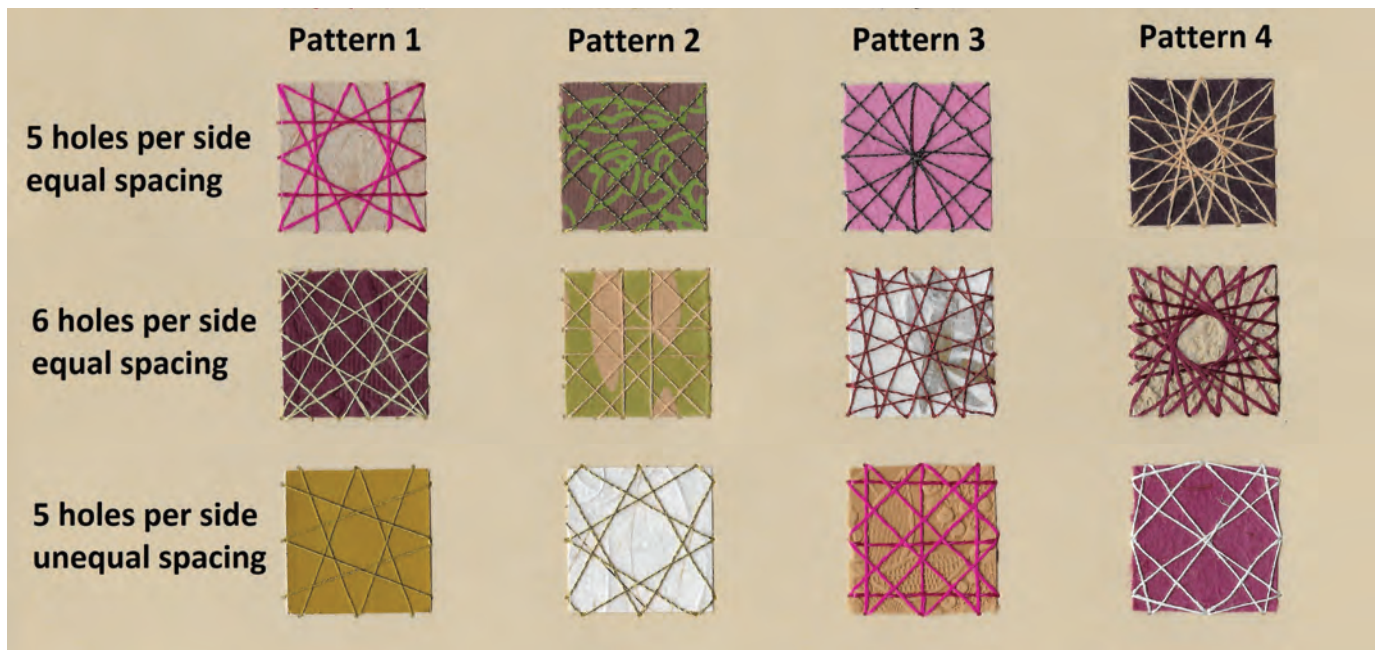 Pattern 1 Pattern 2 Pattern 3 Pattern 4
5 holes per side
equal spacing
6 holes per side
equal spacing
5 holes per side
unequal spacing